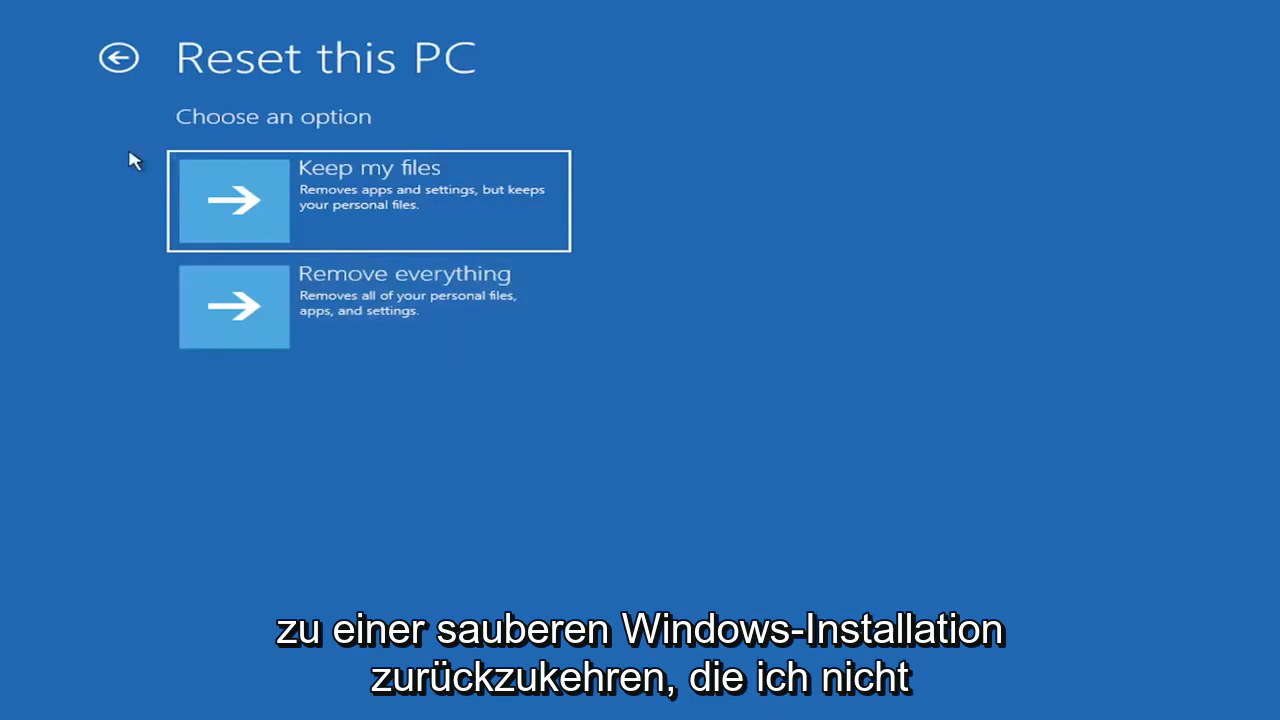 Reset this PC
Choose an option
Keep my files
Removes apps and settings, but keeps
your personal files.
Remove everything
Removes all of your personal files,
apps, and settings.
zu einer sauberen Windows-Installation
zurückzukehren, die ich nicht